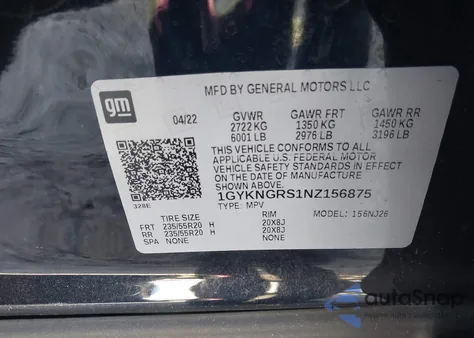 MFD BY GENERAL MOTORS LLC
gm
04/22 GVWR GAWR FRT GAWR RR
2722 KG 1350 KG 1450 KG
6001 LB 2976 LB 3196 LB
THIS VEHICLE CONFORMS TO ALL
APPLICABLE U.S. FEDERAL MOTOR
VEHICLE SAFETY STANDARDS IN EFFECT
ON THE DATE OF MANUFACTURE SHOWN ABOVE.
1GYKNGRS1NZ156875
328E TYPE: MPV MODEL: 156NJ26
TIRE SIZE RIM
FRT 235/55R20 H 20X8J
RR 235/55R20 H 20X8J
SPA NONE NONE
autoSnap